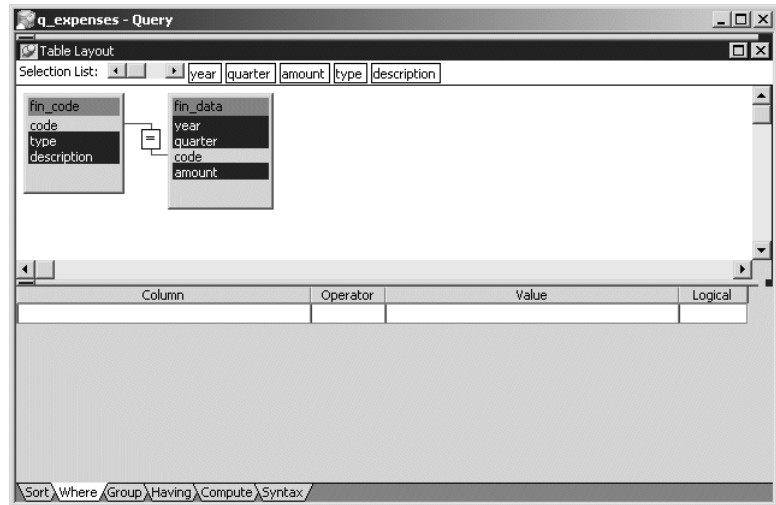 q_expenses - Query
Table Layout
Selection List: year quarter amount type description
fin_code fin_data
code year
type = quarter
description code
amount
Column Operator Value Logical
Sort Where Group Having Compute Syntax